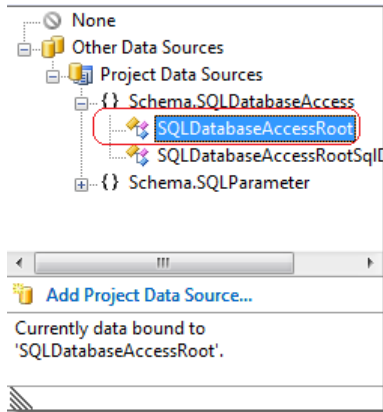 None
Other Data Sources
Project Data Sources
{} Schema.SQLDatabaseAccess
SQLDatabaseAccessRoot
SQLDatabaseAccessRootSqlD
{} Schema.SQLParameter
Add Project Data Source...
Currently data bound to
'SQLDatabaseAccessRoot'.